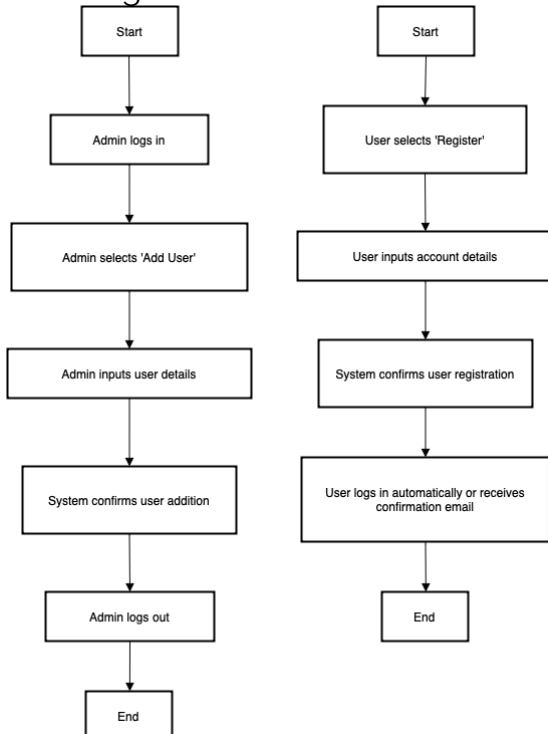 Start
Admin logs in
Admin selects 'Add User'
Admin inputs user details
System confirms user addition
Admin logs out
End
Start
User selects 'Register'
User inputs account details
System confirms user registration
User logs in automatically or receives
confirmation email
End